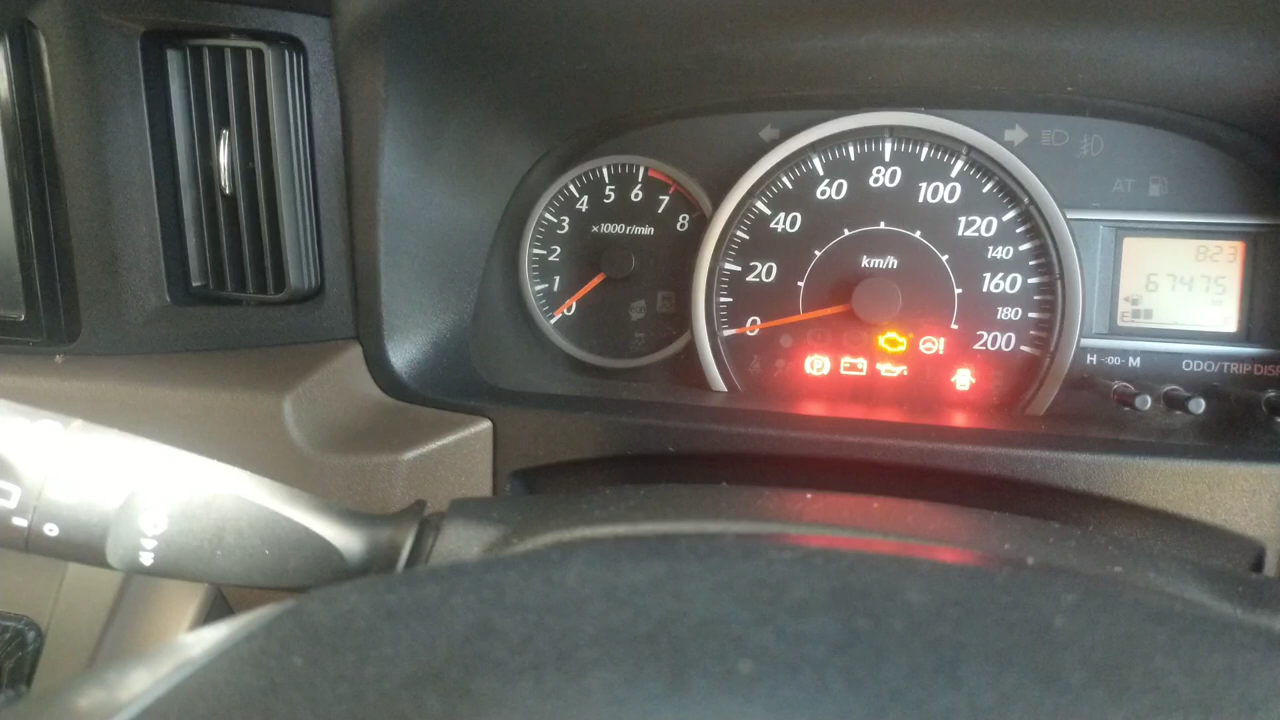 0 1 2 3 4 5 6 7 8
×1000 r/min
0 20 40 60 80 100 120 140 160 180 200
km/h
P
!
AT
8:23
67475
E
H -:00- M
ODO/TRIP
I
O